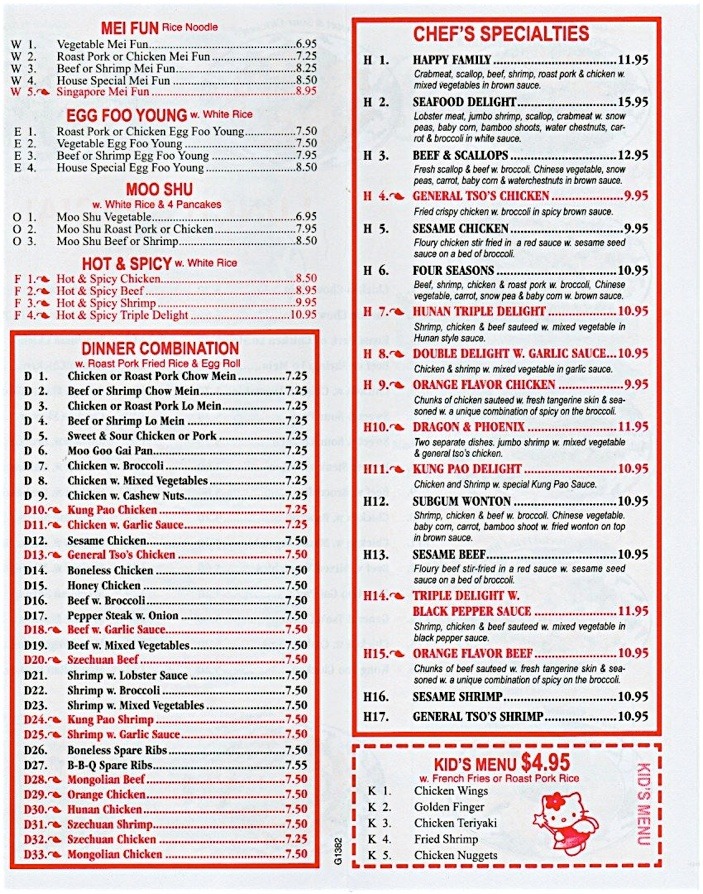 MEI FUN Rice Noodle
W 1. Vegetable Mei Fun 6.95
W 2. Roast Pork or Chicken Mei Fun 7.25
W 3. Beef or Shrimp Mei Fun 8.25
W 4. House Special Mei Fun 8.50
W 5. Singapore Mei Fun 8.95
EGG FOO YOUNG w. White Rice
E 1. Roast Pork or Chicken Egg Foo Young 7.50
E 2. Vegetable Egg Foo Young 7.50
E 3. Beef or Shrimp Egg Foo Young 7.95
E 4. House Special Egg Foo Young 8.50
MOO SHU
w. White Rice & 4 Pancakes
O 1. Moo Shu Vegetable 6.95
O 2. Moo Shu Roast Pork or Chicken 7.95
O 3. Moo Shu Beef or Shrimp 8.50
HOT & SPICY w. White Rice
F 1. Hot & Spicy Chicken 8.50
F 2. Hot & Spicy Beef 8.95
F 3. Hot & Spicy Shrimp 9.95
F 4. Hot & Spicy Triple Delight 10.95
DINNER COMBINATION
w. Roast Pork Fried Rice & Egg Roll
D 1. Chicken or Roast Pork Chow Mein 7.25
D 2. Beef or Shrimp Chow Mein 7.25
D 3. Chicken or Roast Pork Lo Mein 7.25
D 4. Beef or Shrimp Lo Mein 7.25
D 5. Sweet & Sour Chicken or Pork 7.25
D 6. Moo Goo Gai Pan 7.25
D 7. Chicken w. Broccoli 7.25
D 8. Chicken w. Mixed Vegetables 7.25
D 9. Chicken w. Cashew Nuts 7.25
D10. Kung Pao Chicken 7.25
D11. Chicken w. Garlic Sauce 7.25
D12. Sesame Chicken 7.50
D13. General Tso's Chicken 7.50
D14. Boneless Chicken 7.50
D15. Honey Chicken 7.50
D16. Beef w. Broccoli 7.50
D17. Pepper Steak w. Onion 7.50
D18. Beef w. Garlic Sauce 7.50
D19. Beef w. Mixed Vegetables 7.50
D20. Szechuan Beef 7.50
D21. Shrimp w. Lobster Sauce 7.50
D22. Shrimp w. Broccoli 7.50
D23. Shrimp w. Mixed Vegetables 7.50
D24. Kung Pao Shrimp 7.50
D25. Shrimp w. Garlic Sauce 7.50
D26. Boneless Spare Ribs 7.50
D27. B-B-Q Spare Ribs 7.55
D28. Mongolian Beef 7.50
D29. Orange Chicken 7.50
D30. Hunan Chicken 7.50
D31. Szechuan Shrimp 7.50
D32. Szechuan Chicken 7.25
D33. Mongolian Chicken 7.50
G1382
CHEF'S SPECIALTIES
H 1. HAPPY FAMILY 11.95
Crabmeat, scallop, beef, shrimp, roast pork & chicken w.
mixed vegetables in brown sauce.
H 2. SEAFOOD DELIGHT 15.95
Lobster meat, jumbo shrimp, scallop, crabmeat w. snow
peas, baby corn, bamboo shoots, water chestnuts, car-
rot & broccoli in white sauce.
H 3. BEEF & SCALLOPS 12.95
Fresh scallop & beef w. broccoli. Chinese vegetable, snow
peas, carrot, baby corn & waterchestnuts in brown sauce.
H 4. GENERAL TSO'S CHICKEN 9.95
Fried crispy chicken w. broccoli in spicy brown sauce.
H 5. SESAME CHICKEN 9.95
Floury chicken stir fried in a red sauce w. sesame seed
sauce on a bed of broccoli.
H 6. FOUR SEASONS 10.95
Beef, shrimp, chicken & roast pork w. broccoli, Chinese
vegetable, carrot, snow pea & baby corn w. brown sauce.
H 7. HUNAN TRIPLE DELIGHT 10.95
Shrimp, chicken & beef sauteed w. mixed vegetable in
Hunan style sauce.
H 8. DOUBLE DELIGHT W. GARLIC SAUCE 10.95
Chicken & shrimp w. mixed vegetable in garlic sauce.
H 9. ORANGE FLAVOR CHICKEN 9.95
Chunks of chicken sauteed w. fresh tangerine skin & sea-
soned w. a unique combination of spicy on the broccoli.
H10. DRAGON & PHOENIX 11.95
Two separate dishes. jumbo shrimp w. mixed vegetable
& general tso's chicken.
H11. KUNG PAO DELIGHT 10.95
Chicken and Shrimp w. special Kung Pao Sauce.
H12. SUBGUM WONTON 10.95
Shrimp, chicken & beef w. broccoli. Chinese vegetable.
baby corn, carrot, bamboo shoot w. fried wonton on top
in brown sauce.
H13. SESAME BEEF 10.95
Floury beef stir-fried in a red sauce w. sesame seed
sauce on a bed of broccoli.
H14. TRIPLE DELIGHT W.
BLACK PEPPER SAUCE 11.95
Shrimp, chicken & beef sauteed w. mixed vegetable in
black pepper sauce.
H15. ORANGE FLAVOR BEEF 10.95
Chunks of beef sauteed w. fresh tangerine skin & sea-
soned w. a unique combination of spicy on the broccoli.
H16. SESAME SHRIMP 10.95
H17. GENERAL TSO'S SHRIMP 10.95
KID'S MENU $4.95
w. French Fries or Roast Pork Rice
K 1. Chicken Wings
K 2. Golden Finger
K 3. Chicken Teriyaki
K 4. Fried Shrimp
K 5. Chicken Nuggets
KID'S MENU